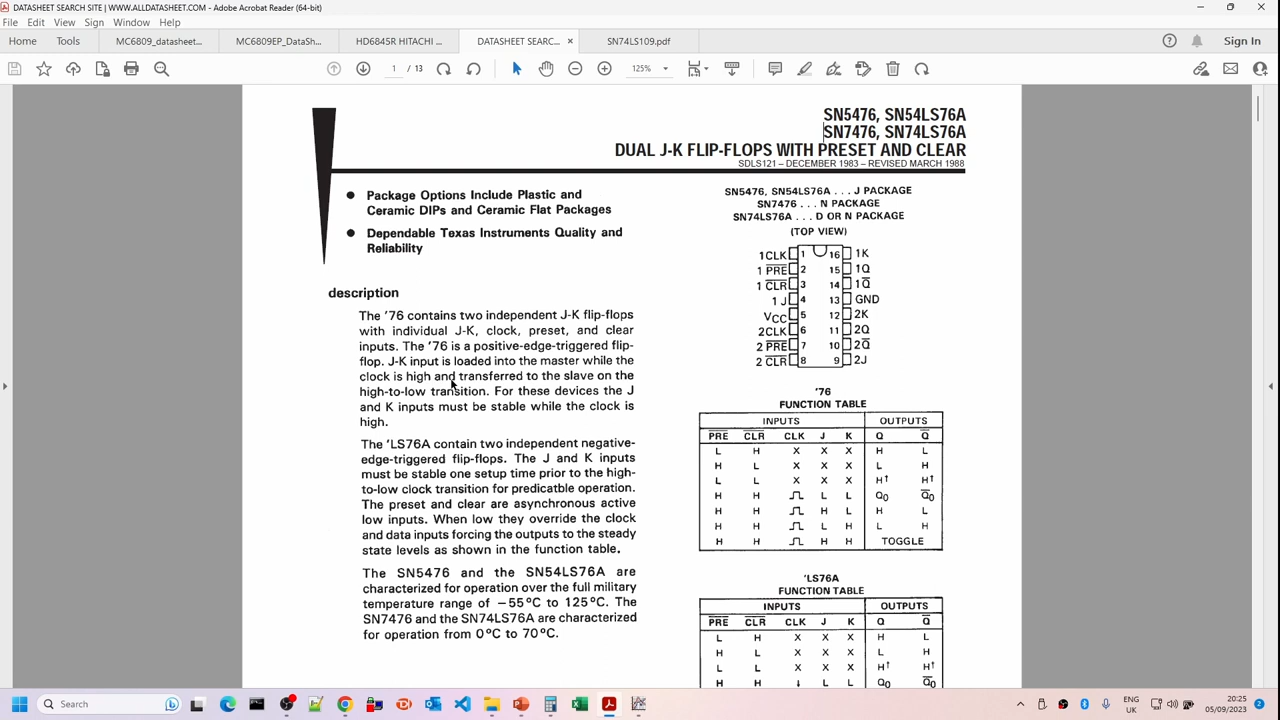 DATASHEET SEARCH SITE | WWW.ALLDATASHEET.COM - Adobe Acrobat Reader (64-bit)
File Edit View Sign Window Help
Home Tools MC6809_datasheet... MC6809EP_DataSh... HD6845R HITACHI ... DATASHEET SEARC... × SN74LS109.pdf Sign In
1 / 13 125%
SN5476, SN54LS76A
SN7476, SN74LS76A
DUAL J-K FLIP-FLOPS WITH PRESET AND CLEAR
SDLS121 – DECEMBER 1983 – REVISED MARCH 1988
● Package Options Include Plastic and
Ceramic DIPs and Ceramic Flat Packages
● Dependable Texas Instruments Quality and
Reliability
description
The '76 contains two independent J-K flip-flops
with individual J-K, clock, preset, and clear
inputs. The '76 is a positive-edge-triggered flip-
flop. J-K input is loaded into the master while the
clock is high and transferred to the slave on the
high-to-low transition. For these devices the J
and K inputs must be stable while the clock is
high.
The 'LS76A contain two independent negative-
edge-triggered flip-flops. The J and K inputs
must be stable one setup time prior to the high-
to-low clock transition for predicatble operation.
The preset and clear are asynchronous active
low inputs. When low they override the clock
and data inputs forcing the outputs to the steady
state levels as shown in the function table.
The SN5476 and the SN54LS76A are
characterized for operation over the full military
temperature range of −55°C to 125°C. The
SN7476 and the SN74LS76A are characterized
for operation from 0°C to 70°C.
SN5476, SN54LS76A . . . J PACKAGE
SN7476 . . . N PACKAGE
SN74LS76A . . . D OR N PACKAGE
(TOP VIEW)
1CLK 1 16 1K
1 PRE 2 15 1Q
1 CLR 3 14 1Q̅
1 J 4 13 GND
VCC 5 12 2K
2CLK 6 11 2Q
2 PRE 7 10 2Q̅
2 CLR 8 9 2J
'76
FUNCTION TABLE
INPUTS OUTPUTS
PRE CLR CLK J K Q Q̅
L H X X X H L
H L X X X L H
L L X X X H† H†
H H ⎍ L L Q0 Q̅0
H H ⎍ H L H L
H H ⎍ L H L H
H H ⎍ H H TOGGLE
'LS76A
FUNCTION TABLE
INPUTS OUTPUTS
PRE CLR CLK J K Q Q̅
L H X X X H L
H L X X X L H
L L X X X H† H†
H H ↓ L L Q0 Q̅0
Search
ENG
UK
20:25
05/09/2023